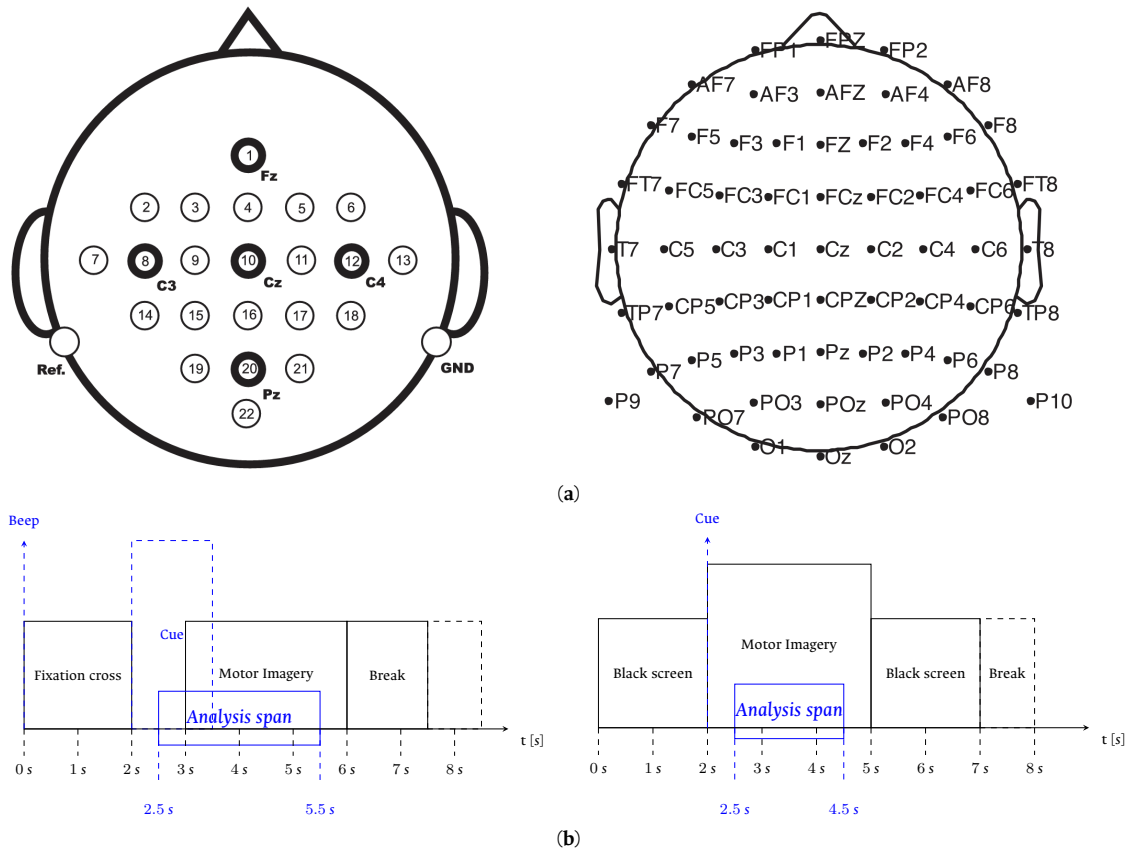 1
Fz
2 3 4 5 6
7 8 9 10 11 12 13
C3 Cz C4
14 15 16 17 18
Ref. GND
19 20 21
Pz
22
FP1 FPZ FP2
AF7 AF3 AFZ AF4 AF8
F7 F5 F3 F1 FZ F2 F4 F6 F8
FT7 FC5 FC3 FC1 FCz FC2 FC4 FC6 FT8
T7 C5 C3 C1 Cz C2 C4 C6 T8
TP7 CP5 CP3 CP1 CPZ CP2 CP4 CP6 TP8
P7 P5 P3 P1 Pz P2 P4 P6 P8
P9 PO7 PO3 POz PO4 PO8 P10
O1 Oz O2
(a)
Beep
Cue
Fixation cross Motor Imagery Break
Analysis span
t [s]
0 s 1 s 2 s 3 s 4 s 5 s 6 s 7 s 8 s
2.5 s 5.5 s
Cue
Motor Imagery
Black screen Black screen Break
Analysis span
t [s]
0 s 1 s 2 s 3 s 4 s 5 s 6 s 7 s 8 s
2.5 s 4.5 s
(b)